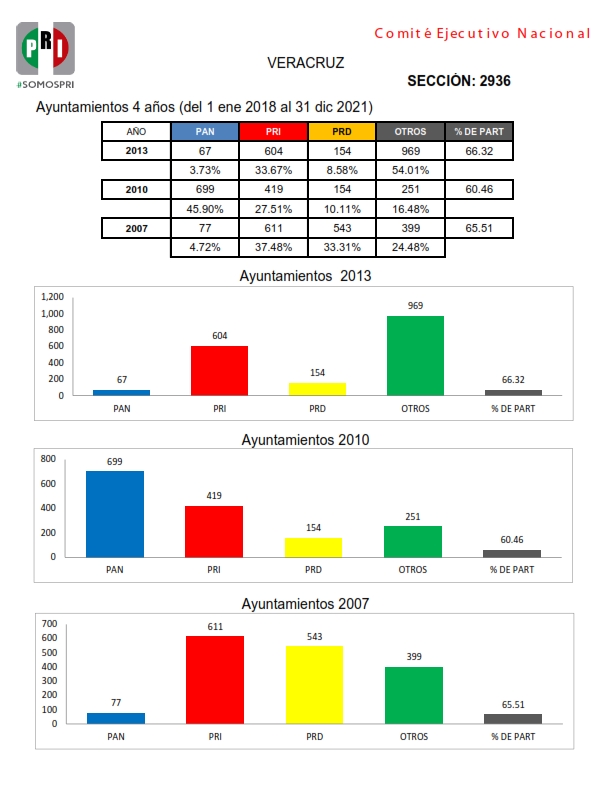 Comité Ejecutivo Nacional
PRI
#SOMOSPRI
VERACRUZ
SECCIÓN: 2936
Ayuntamientos 4 años (del 1 ene 2018 al 31 dic 2021)
AÑO PAN PRI PRD OTROS % DE PART
2013 67 604 154 969 66.32
3.73% 33.67% 8.58% 54.01%
2010 699 419 154 251 60.46
45.90% 27.51% 10.11% 16.48%
2007 77 611 543 399 65.51
4.72% 37.48% 33.31% 24.48%
Ayuntamientos 2013
1,200
1,000
800
600
400
200
0
67 604 154 969 66.32
PAN PRI PRD OTROS % DE PART
Ayuntamientos 2010
800
600
400
200
0
699 419 154 251 60.46
PAN PRI PRD OTROS % DE PART
Ayuntamientos 2007
700
600
500
400
300
200
100
0
77 611 543 399 65.51
PAN PRI PRD OTROS % DE PART